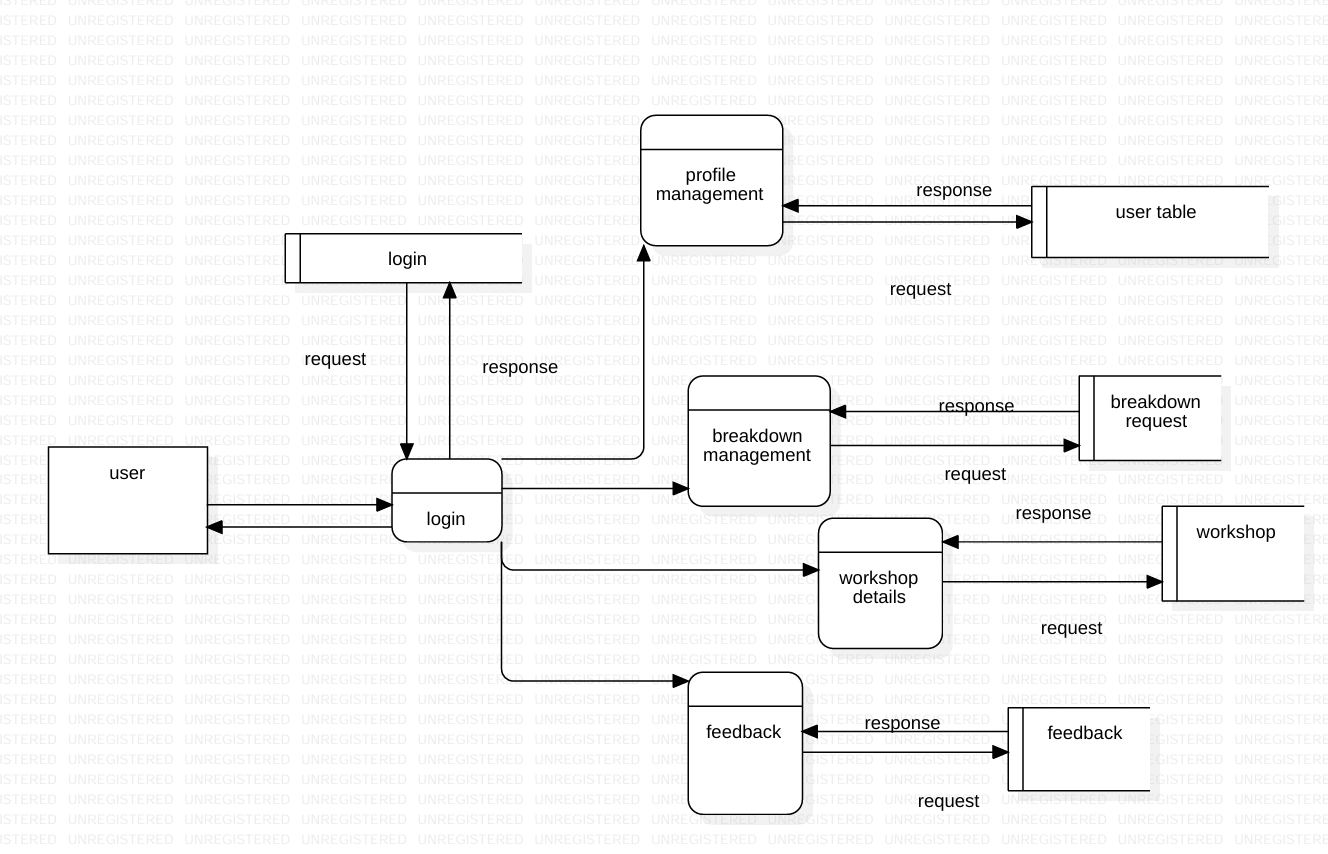 profile
management
response
user table
login
request
request
response
breakdown
management
response
breakdown
request
request
user
login
response
workshop
workshop
details
request
feedback
response
feedback
request
UNREGISTERED